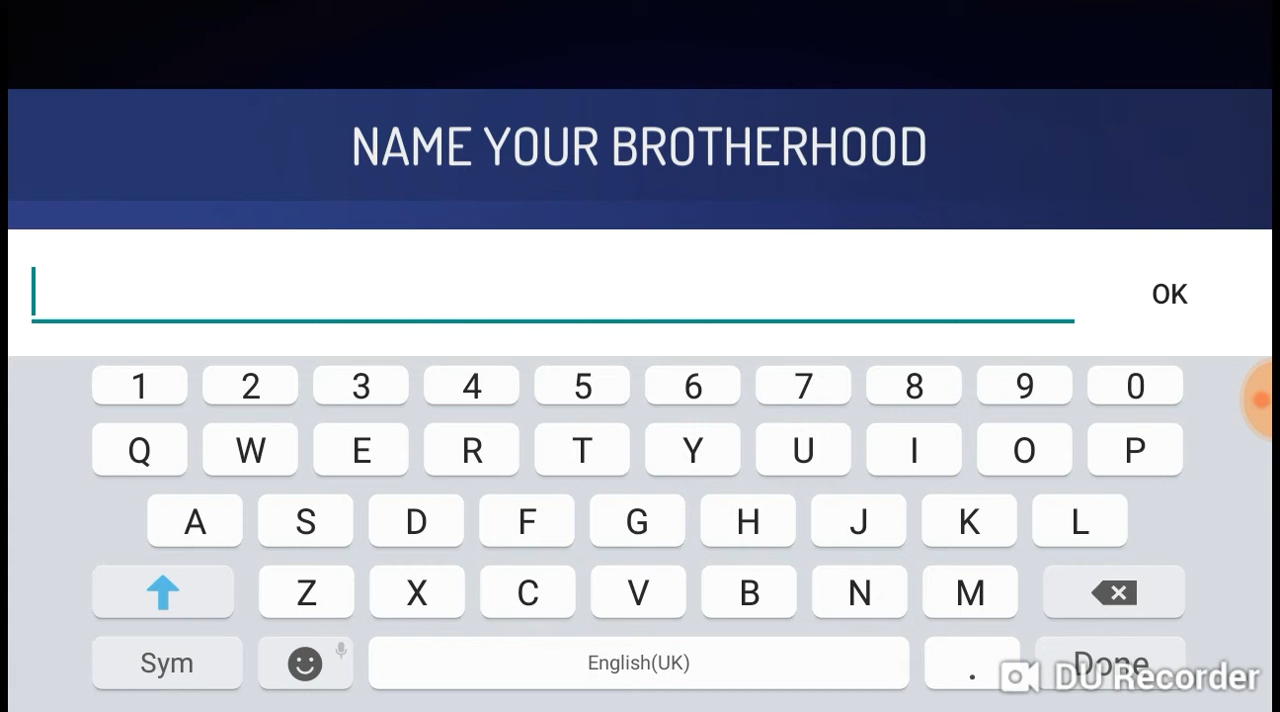 NAME YOUR BROTHERHOOD
OK
1 2 3 4 5 6 7 8 9 0
Q W E R T Y U I O P
A S D F G H J K L
Z X C V B N M
Sym English(UK) . Done
DU Recorder